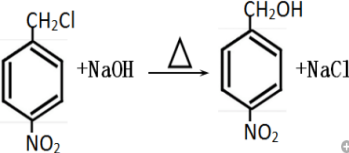 CH₂Cl
CH₂OH
+NaOH
△
+NaCl
NO₂
NO₂